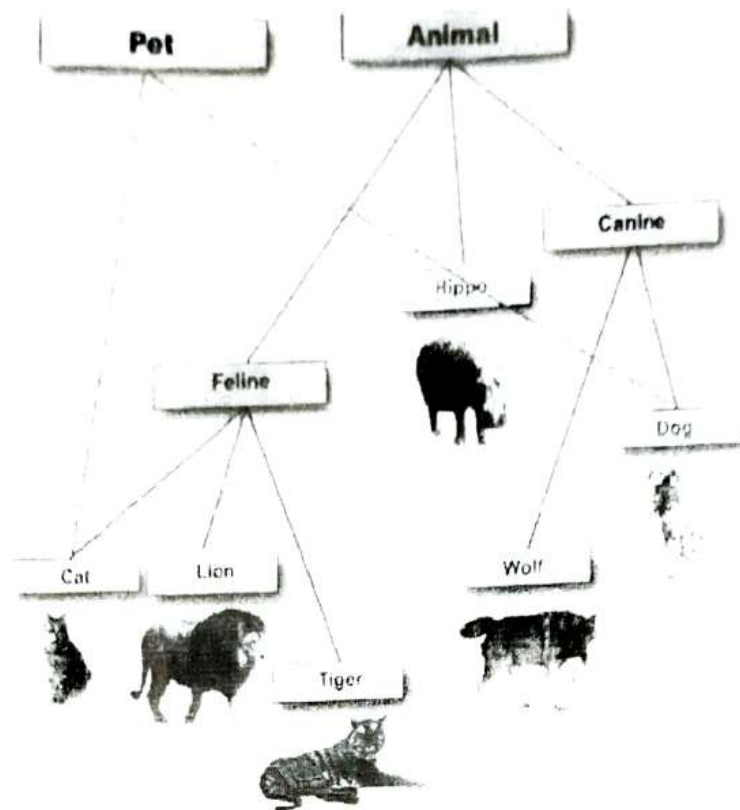 Pet
Animal
Canine
Hippo
Feline
Dog
Cat
Lion
Wolf
Tiger